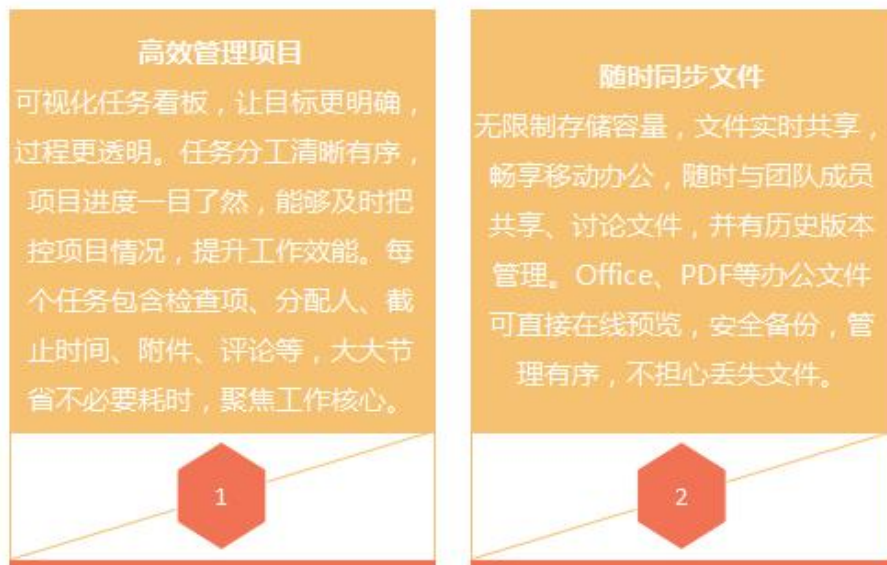 高效管理项目
可视化任务看板，让目标更明确，
过程更透明。任务分工清晰有序，
项目进度一目了然，能够及时把
控项目情况，提升工作效能。每
个任务包含检查项、分配人、截
止时间、附件、评论等，大大节
省不必要耗时，聚焦工作核心。
1
随时同步文件
无限制存储容量，文件实时共享，
畅享移动办公，随时与团队成员
共享、讨论文件，并有历史版本
管理。Office、PDF等办公文件
可直接在线预览，安全备份，管
理有序，不担心丢失文件。
2